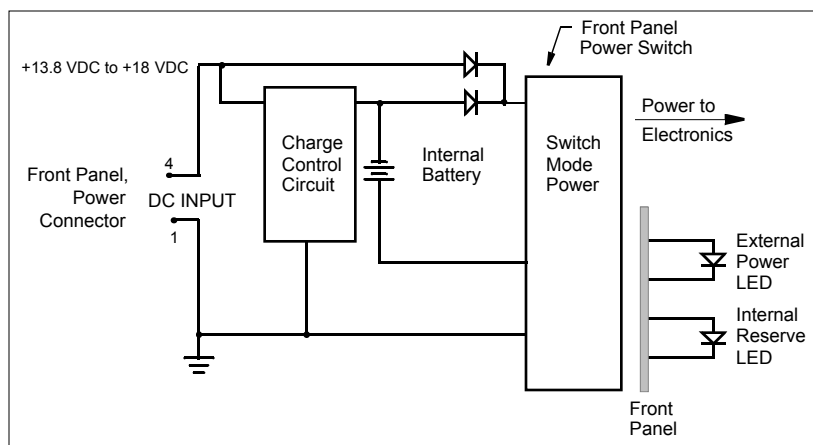 Front Panel
Power Switch
+13.8 VDC to +18 VDC
Power to
Electronics
Charge
Control
Circuit
Internal
Battery
Switch
Mode
Power
4
Front Panel,
Power
Connector
DC INPUT
1
External
Power
LED
Internal
Reserve
LED
Front
Panel